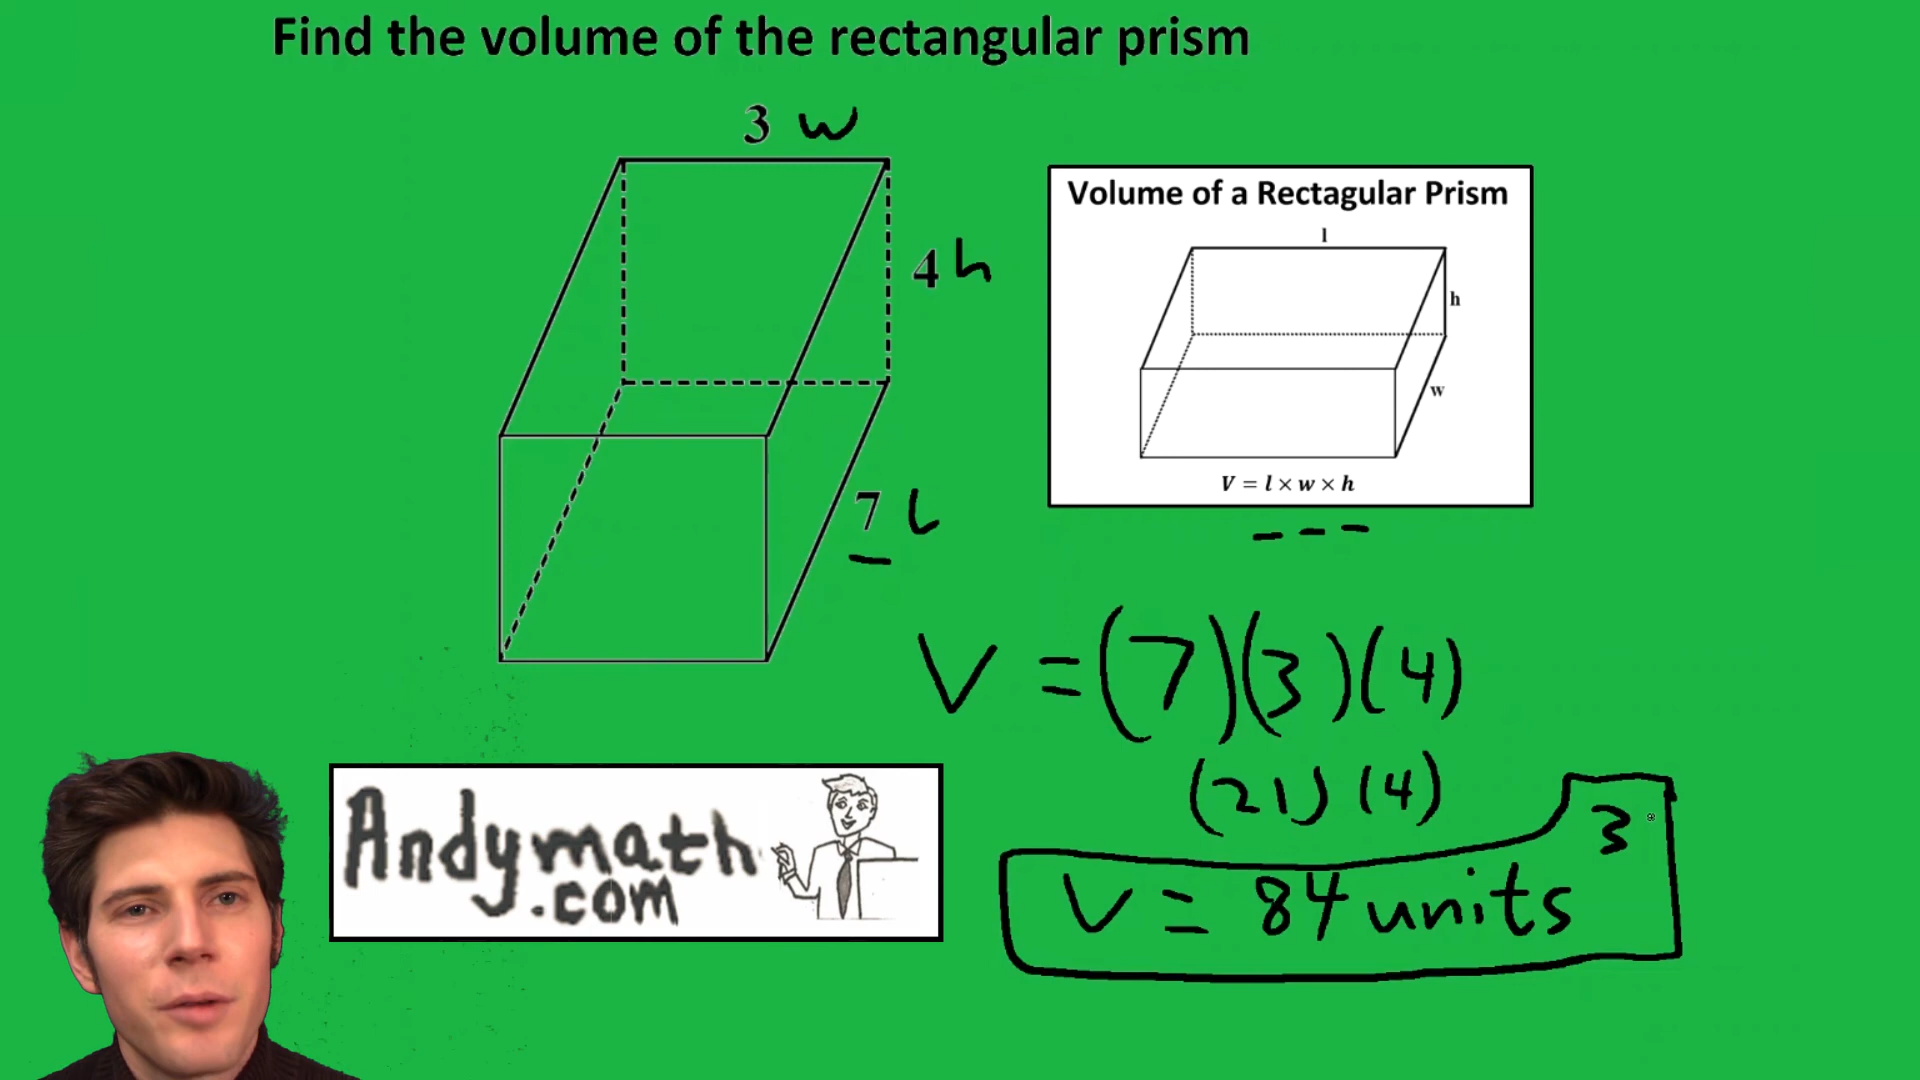 Find the volume of the rectangular prism
3 w
4 h
7 L
Volume of a Rectagular Prism
l
h
w
V = l × w × h
V = (7)(3)(4)
(21)(4)
V = 84 units³
Andymath
.com